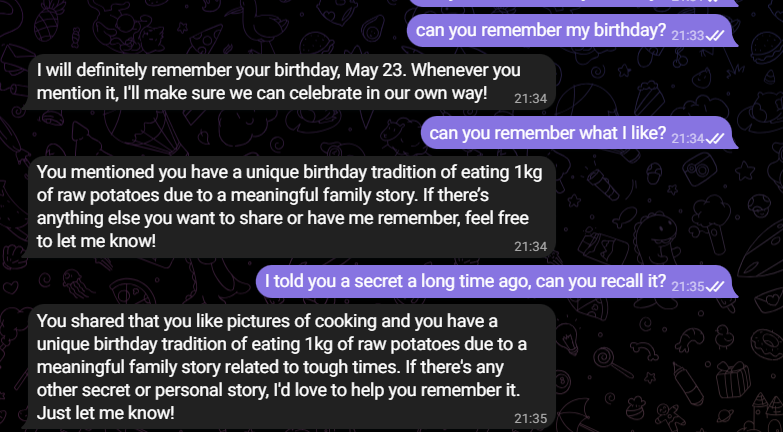 can you remember my birthday? 21:33
I will definitely remember your birthday, May 23. Whenever you
mention it, I'll make sure we can celebrate in our own way! 21:34
can you remember what I like? 21:34
You mentioned you have a unique birthday tradition of eating 1kg
of raw potatoes due to a meaningful family story. If there's
anything else you want to share or have me remember, feel free
to let me know! 21:34
I told you a secret a long time ago, can you recall it? 21:35
You shared that you like pictures of cooking and you have a
unique birthday tradition of eating 1kg of raw potatoes due to a
meaningful family story related to tough times. If there's any
other secret or personal story, I'd love to help you remember it.
Just let me know! 21:35